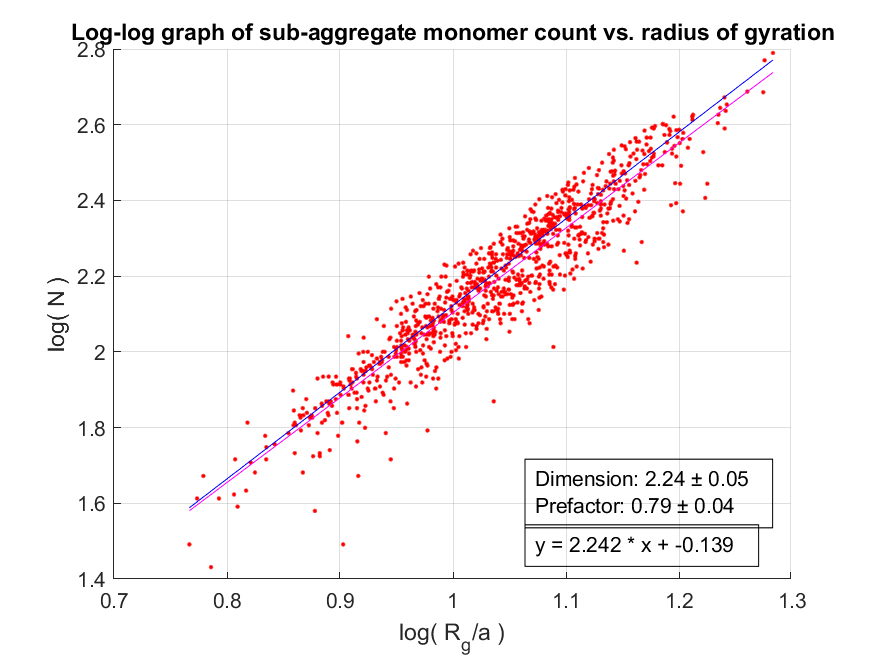 Log-log graph of sub-aggregate monomer count vs. radius of gyration
2.8
2.6
2.4
2.2
2
1.8
1.6
1.4
log( N )
Dimension: 2.24 ± 0.05
Prefactor: 0.79 ± 0.04
y = 2.242 * x + -0.139
0.7 0.8 0.9 1 1.1 1.2 1.3
log( R_g/a )